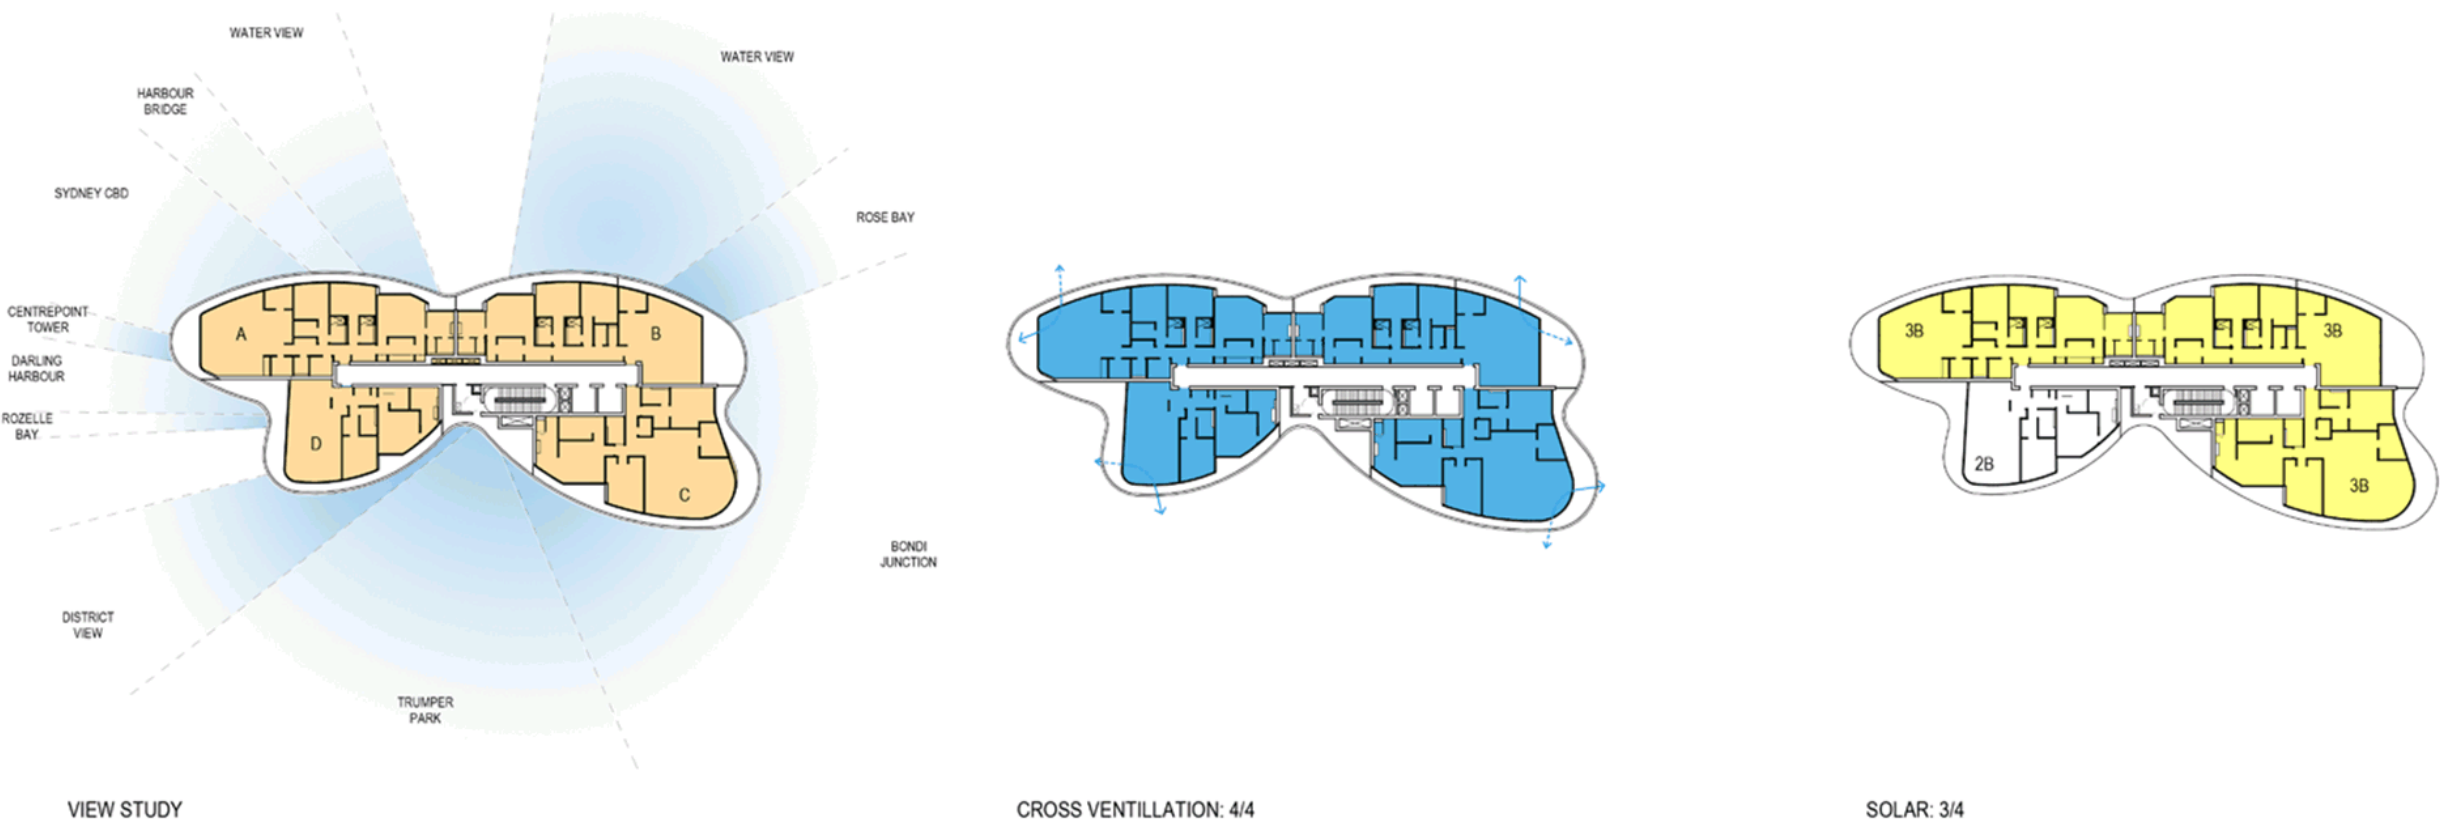 WATER VIEW
WATER VIEW
HARBOUR
BRIDGE
SYDNEY CBD
ROSE BAY
CENTREPOINT
TOWER
DARLING
HARBOUR
ROZELLE
BAY
A
B
D
C
BONDI
JUNCTION
DISTRICT
VIEW
TRUMPER
PARK
VIEW STUDY
CROSS VENTILLATION: 4/4
3B
3B
2B
3B
SOLAR: 3/4